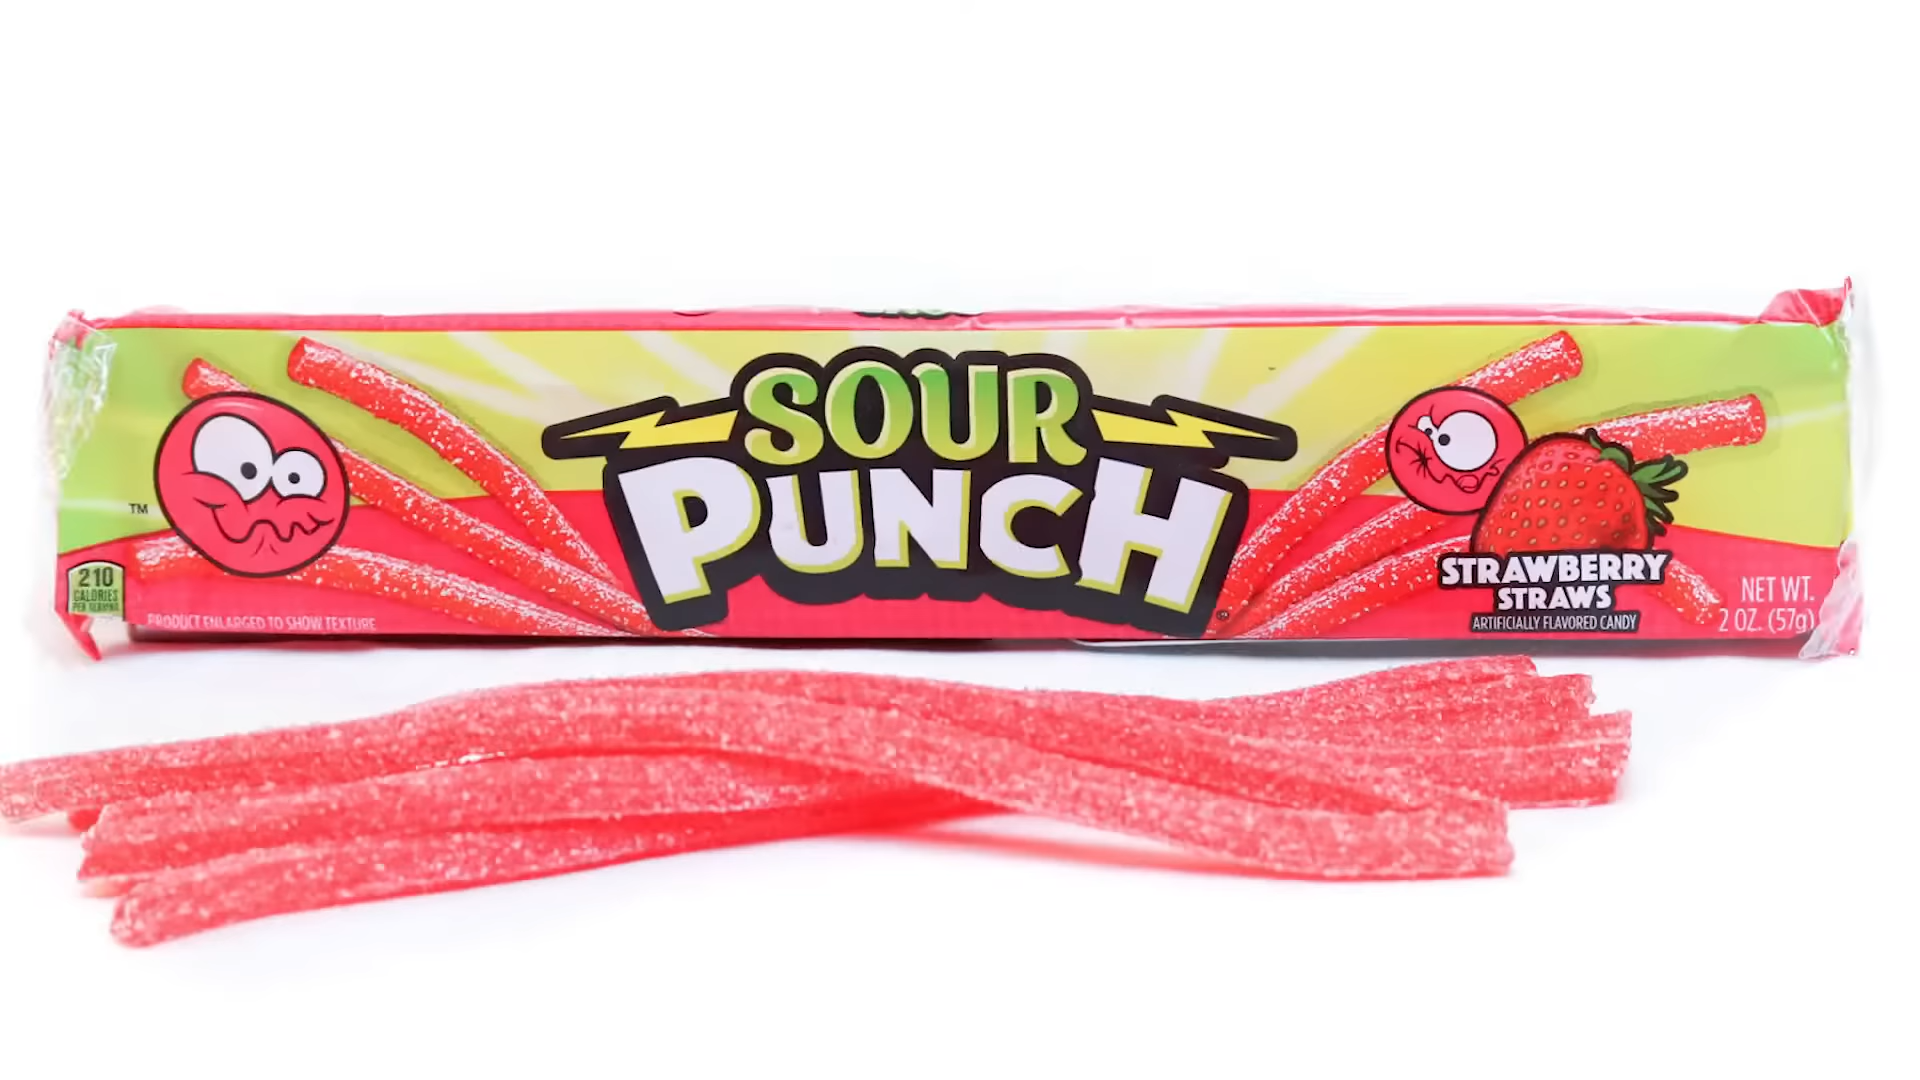 SOUR
PUNCH
TM
210
CALORIES
PER SERVING
PRODUCT ENLARGED TO SHOW TEXTURE
STRAWBERRY
STRAWS
ARTIFICIALLY FLAVORED CANDY
NET WT.
2 OZ. (57g)